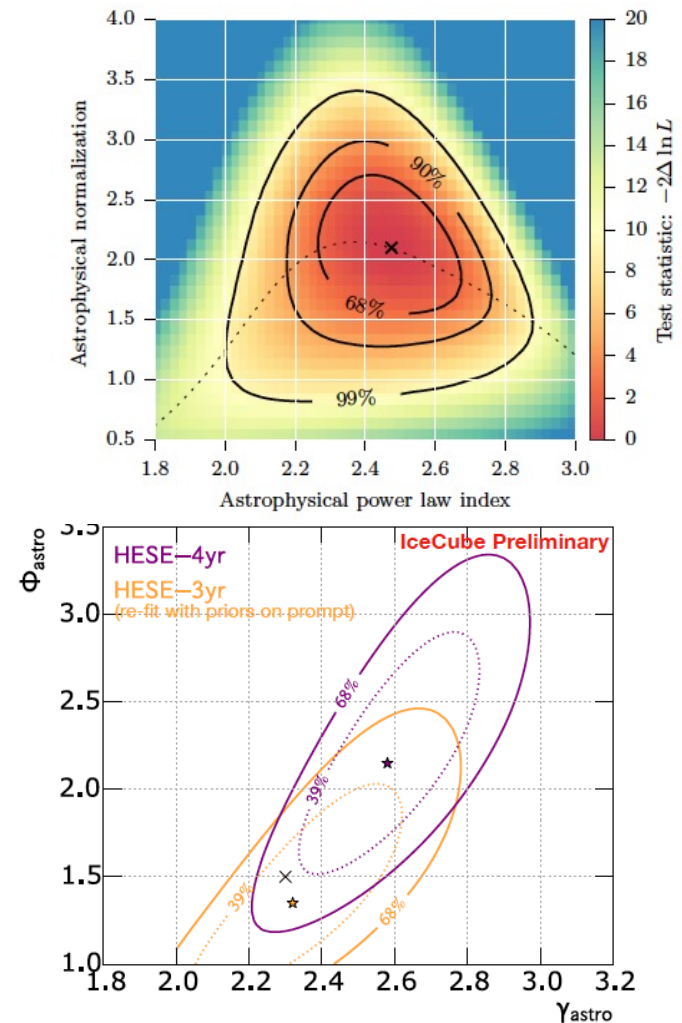 4.0
3.5
3.0
2.5
2.0
1.5
1.0
0.5
Astrophysical normalization
90%
68%
99%
1.8 2.0 2.2 2.4 2.6 2.8 3.0
Astrophysical power law index
20
18
16
14
12
10
8
6
4
2
0
Test statistic: −2Δ ln L
3.5
3.0
2.5
2.0
1.5
1.0
Φastro
HESE−4yr
HESE−3yr
(re-fit with priors on prompt)
IceCube Preliminary
68%
39%
39%
68%
1.8 2.0 2.2 2.4 2.6 2.8 3.0 3.2
γastro